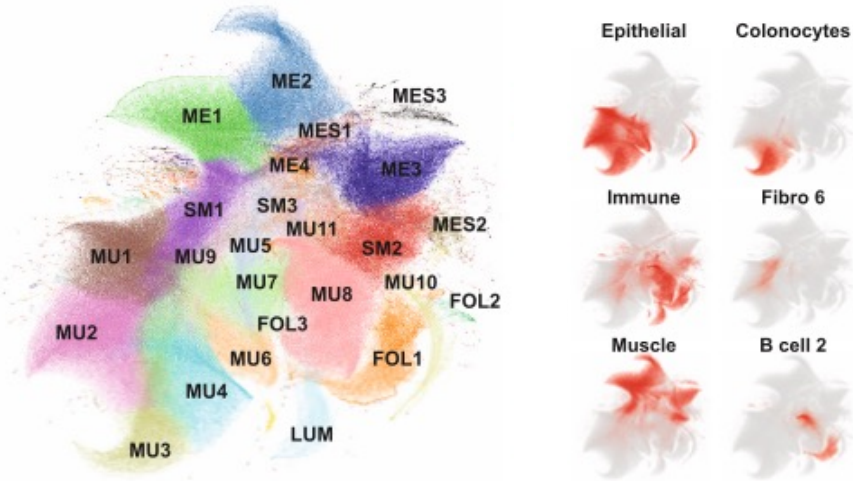 ME2
MES3
ME1
MES1
ME4
ME3
SM1
SM3
MU11
MES2
MU1
MU9
MU5
SM2
MU7
MU8
MU10
FOL2
MU2
FOL3
MU6
FOL1
MU4
MU3
LUM
Epithelial
Colonocytes
Immune
Fibro 6
Muscle
B cell 2